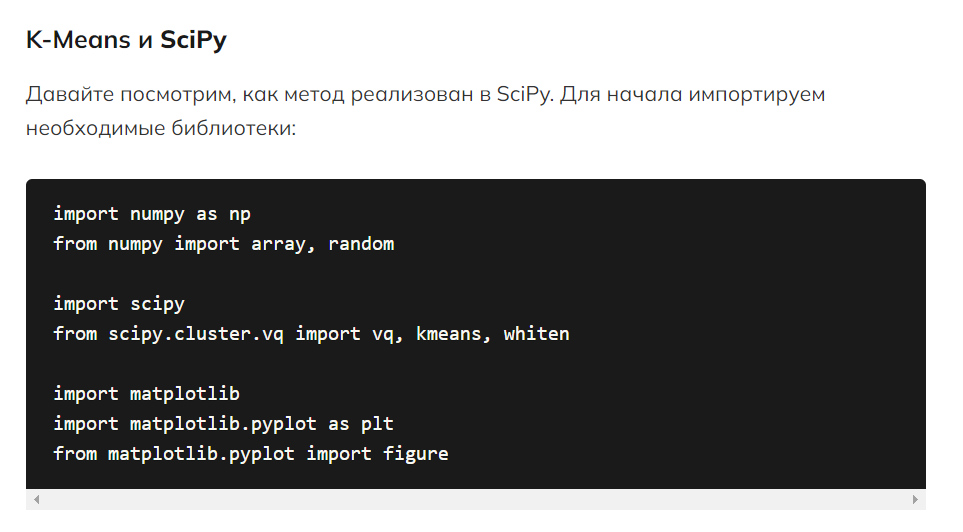 K-Means и SciPy
Давайте посмотрим, как метод реализован в SciPy. Для начала импортируем
необходимые библиотеки:
import numpy as np
from numpy import array, random
import scipy
from scipy.cluster.vq import vq, kmeans, whiten
import matplotlib
import matplotlib.pyplot as plt
from matplotlib.pyplot import figure